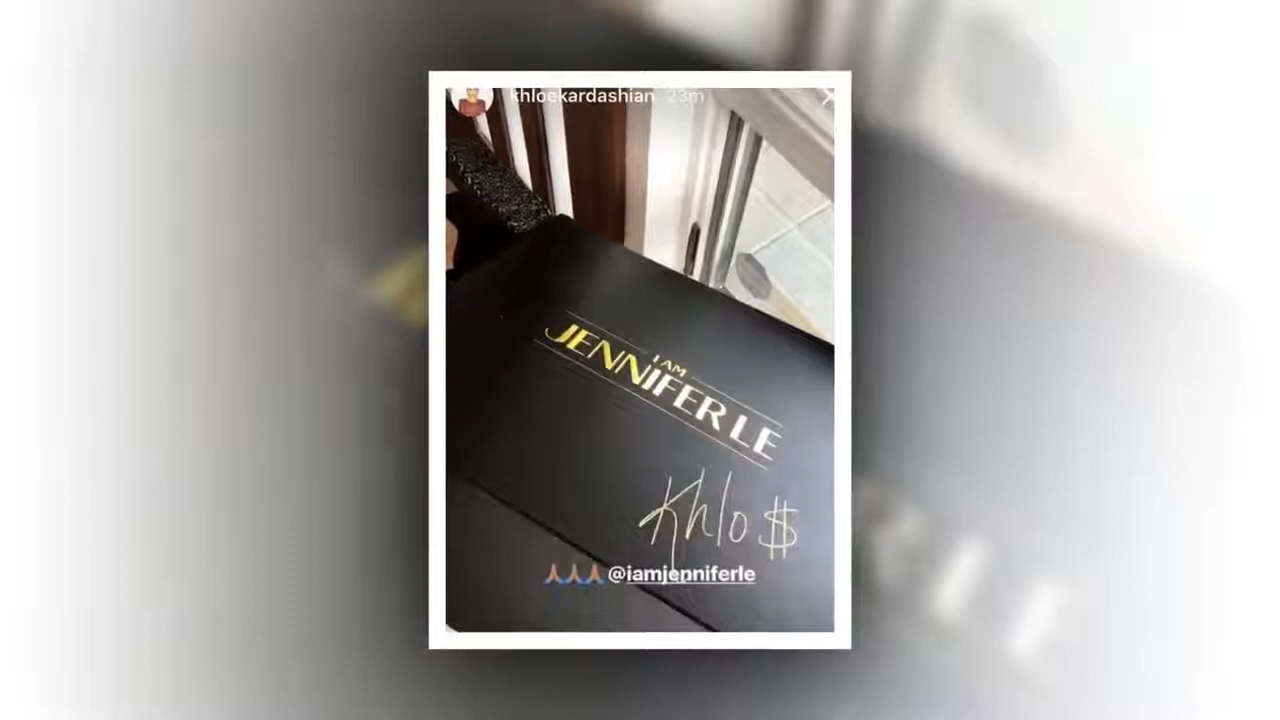 khloekardashian 23m
I AM
JENNIFER LE
Khlo$
🙏🏽🙏🏽🙏🏽 @iamjenniferle